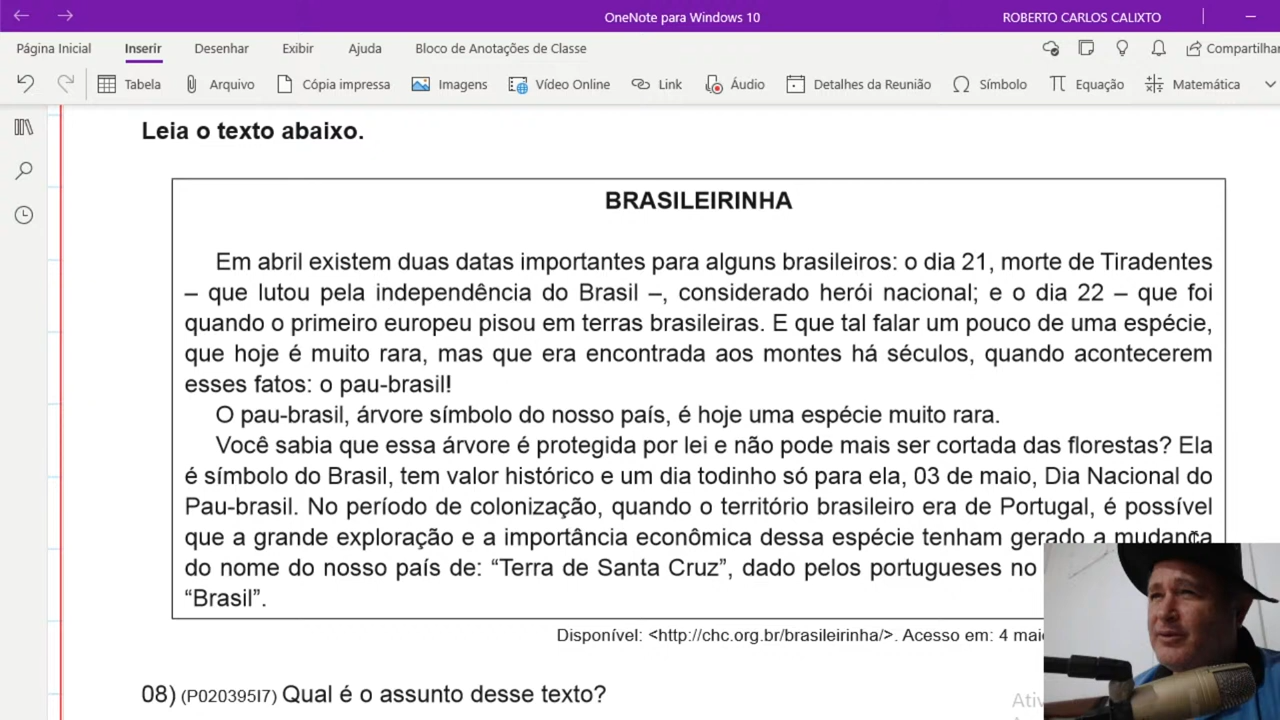 OneNote para Windows 10
ROBERTO CARLOS CALIXTO
Página Inicial Inserir Desenhar Exibir Ajuda Bloco de Anotações de Classe Compartilhar
Tabela Arquivo Cópia impressa Imagens Vídeo Online Link Áudio Detalhes da Reunião Símbolo Equação Matemática
Leia o texto abaixo.
BRASILEIRINHA
Em abril existem duas datas importantes para alguns brasileiros: o dia 21, morte de Tiradentes
– que lutou pela independência do Brasil –, considerado herói nacional; e o dia 22 – que foi
quando o primeiro europeu pisou em terras brasileiras. E que tal falar um pouco de uma espécie,
que hoje é muito rara, mas que era encontrada aos montes há séculos, quando acontecerem
esses fatos: o pau-brasil!
O pau-brasil, árvore símbolo do nosso país, é hoje uma espécie muito rara.
Você sabia que essa árvore é protegida por lei e não pode mais ser cortada das florestas? Ela
é símbolo do Brasil, tem valor histórico e um dia todinho só para ela, 03 de maio, Dia Nacional do
Pau-brasil. No período de colonização, quando o território brasileiro era de Portugal, é possível
que a grande exploração e a importância econômica dessa espécie tenham gerado a mudança
do nome do nosso país de: “Terra de Santa Cruz”, dado pelos portugueses no
“Brasil”.
Disponível: <http://chc.org.br/brasileirinha/>. Acesso em: 4 maio
08) (P020395I7) Qual é o assunto desse texto?